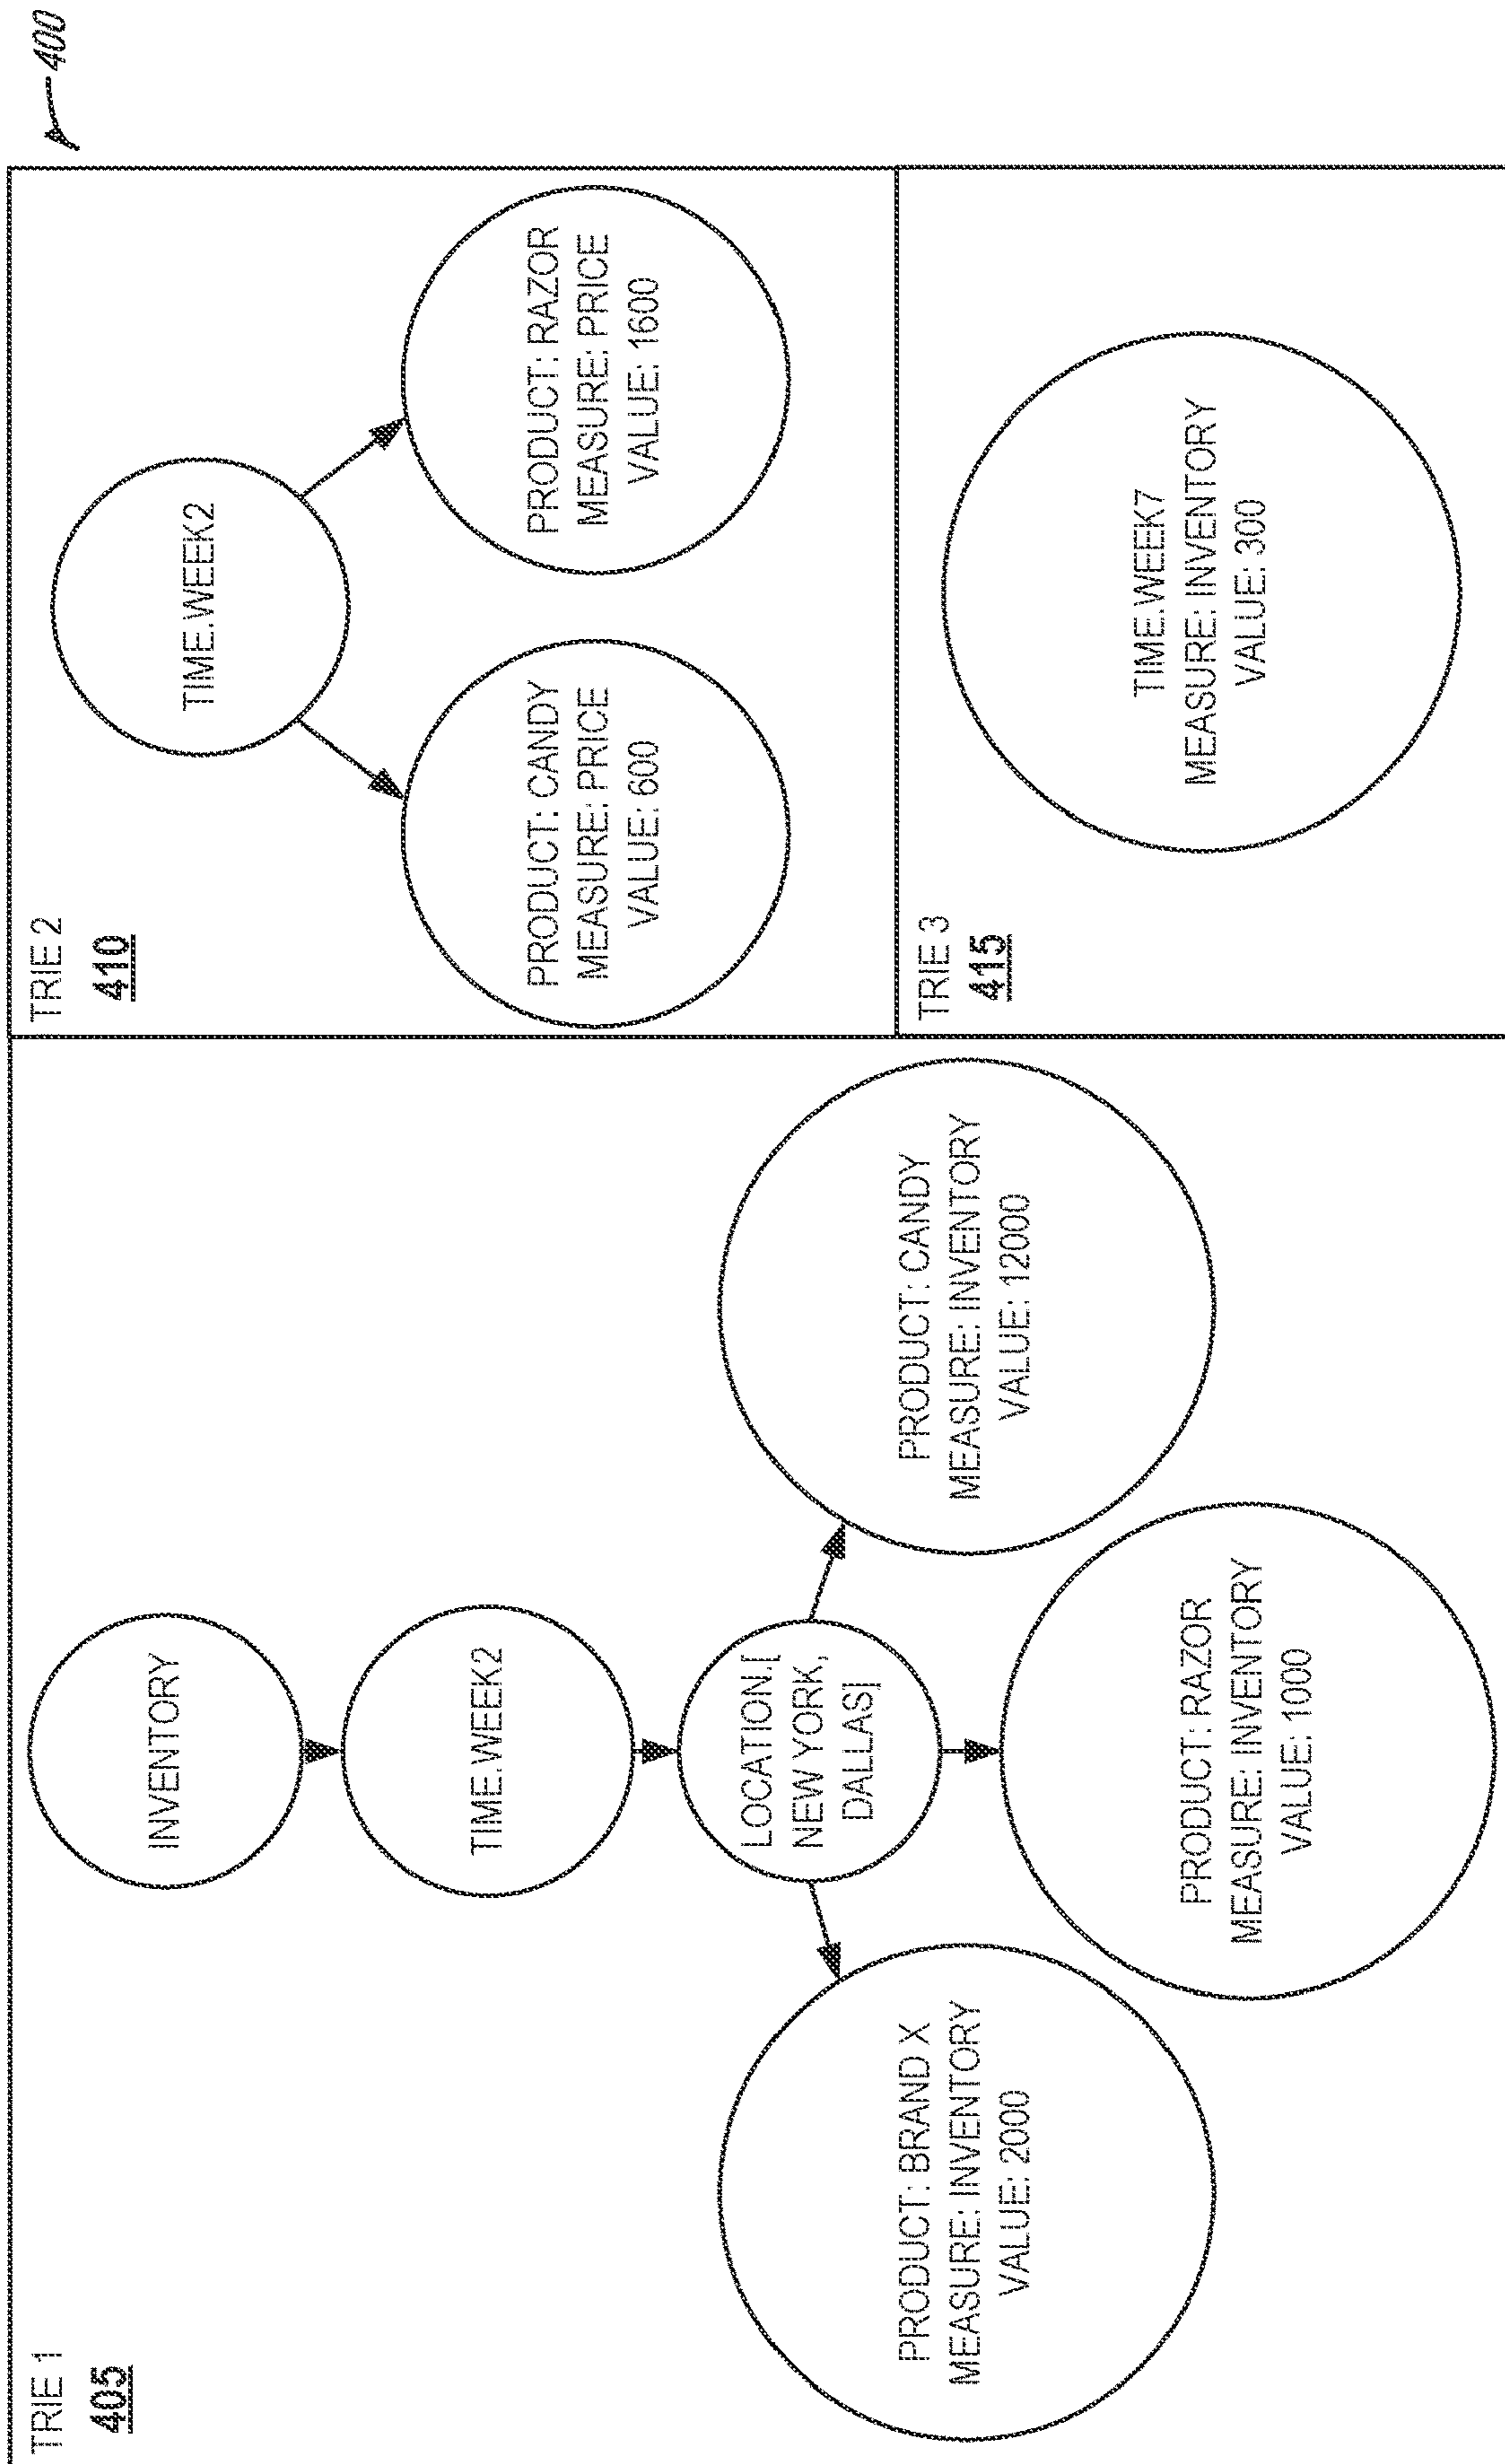 400
TRIE 1
405
INVENTORY
TIME.WEEK2
LOCATION.[
NEW YORK,
DALLAS]
PRODUCT: BRAND X
MEASURE: INVENTORY
VALUE: 2000
PRODUCT: RAZOR
MEASURE: INVENTORY
VALUE: 1000
PRODUCT: CANDY
MEASURE: INVENTORY
VALUE: 12000
TRIE 2
410
TIME.WEEK2
PRODUCT: CANDY
MEASURE: PRICE
VALUE: 600
PRODUCT: RAZOR
MEASURE: PRICE
VALUE: 1600
TRIE 3
415
TIME.WEEK7
MEASURE: INVENTORY
VALUE: 300